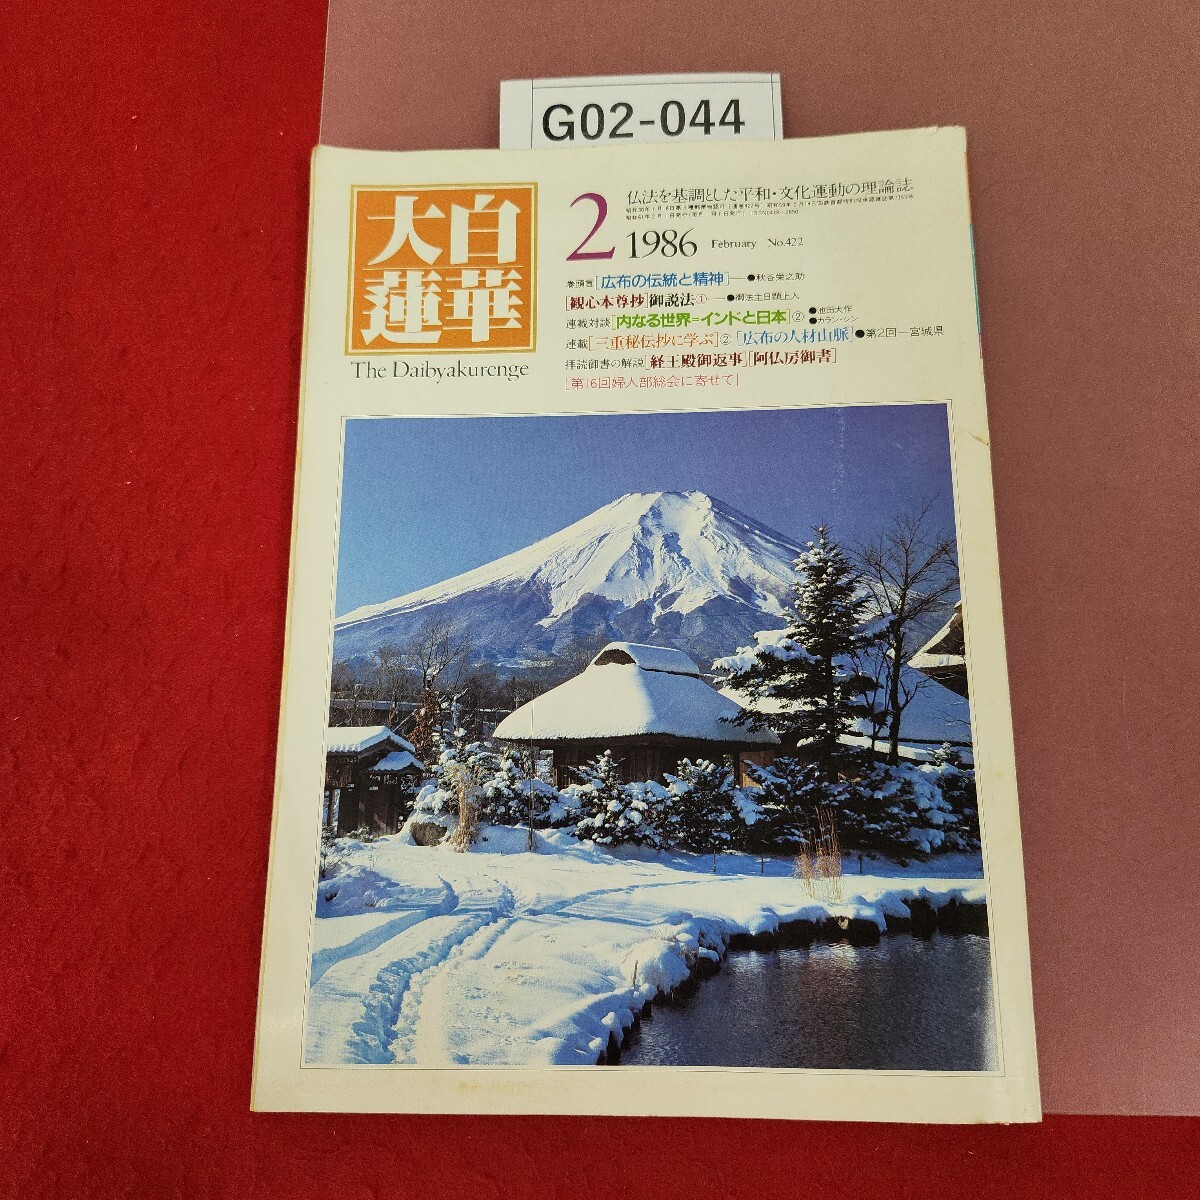 G02-044
大白蓮華
The Daibyakurenge
仏法を基調とした平和・文化運動の理論誌
2
1986 February No.422
巻頭言[広布の伝統と精神]—●秋谷栄之助
[観心本尊抄]御説法①—●御法主日顕上人
連載対談[内なる世界=インドと日本]②●池田大作●カラン・シン
連載[三重秘伝抄に学ぶ]②[広布の人材山脈]●第2回—宮城県
拝読御書の解説[経王殿御返事][阿仏房御書]
[第16回婦人部総会に寄せて]